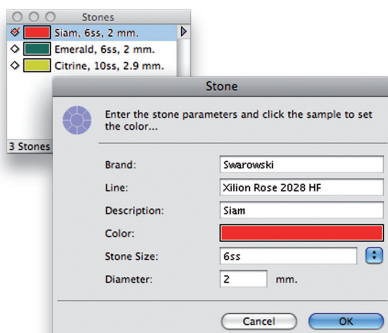 Stones
Siam, 6ss, 2 mm.
Emerald, 6ss, 2 mm.
Citrine, 10ss, 2.9 mm.
3 Stones
Stone
Enter the stone parameters and click the sample to set
the color...
Brand: Swarowski
Line: Xilion Rose 2028 HF
Description: Siam
Color:
Stone Size: 6ss
Diameter: 2 mm.
Cancel OK